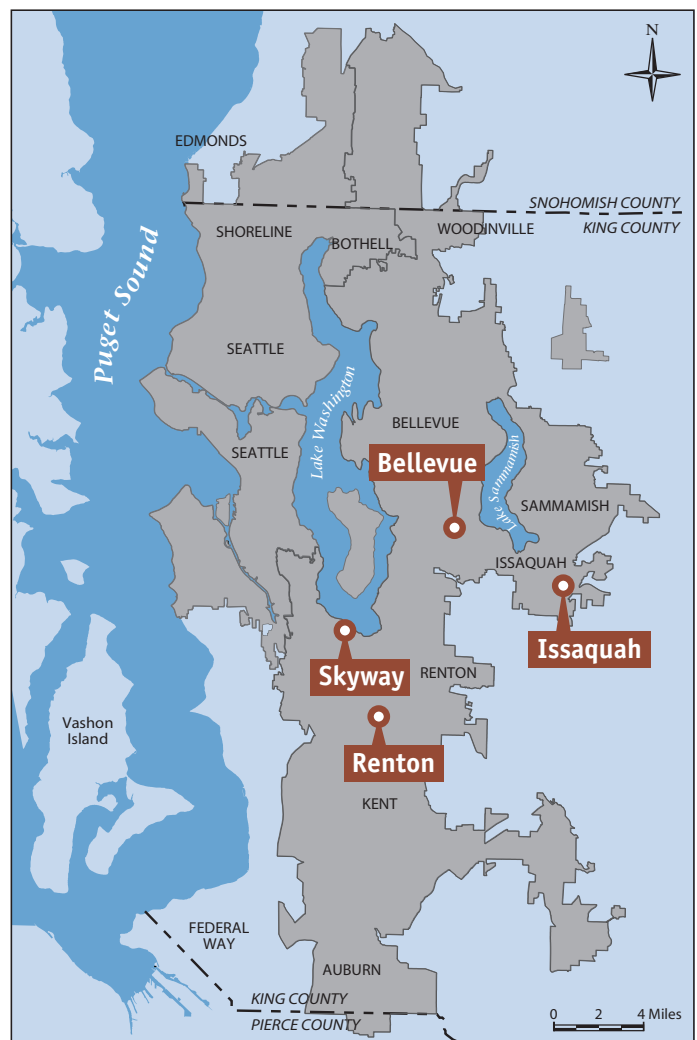 N
EDMONDS
SNOHOMISH COUNTY
KING COUNTY
SHORELINE
BOTHELL
WOODINVILLE
Puget Sound
SEATTLE
Lake Washington
BELLEVUE
SEATTLE
Bellevue
Lake Sammamish
SAMMAMISH
ISSAQUAH
Issaquah
Skyway
RENTON
Vashon
Island
Renton
KENT
FEDERAL
WAY
AUBURN
KING COUNTY
PIERCE COUNTY
0 2 4 Miles